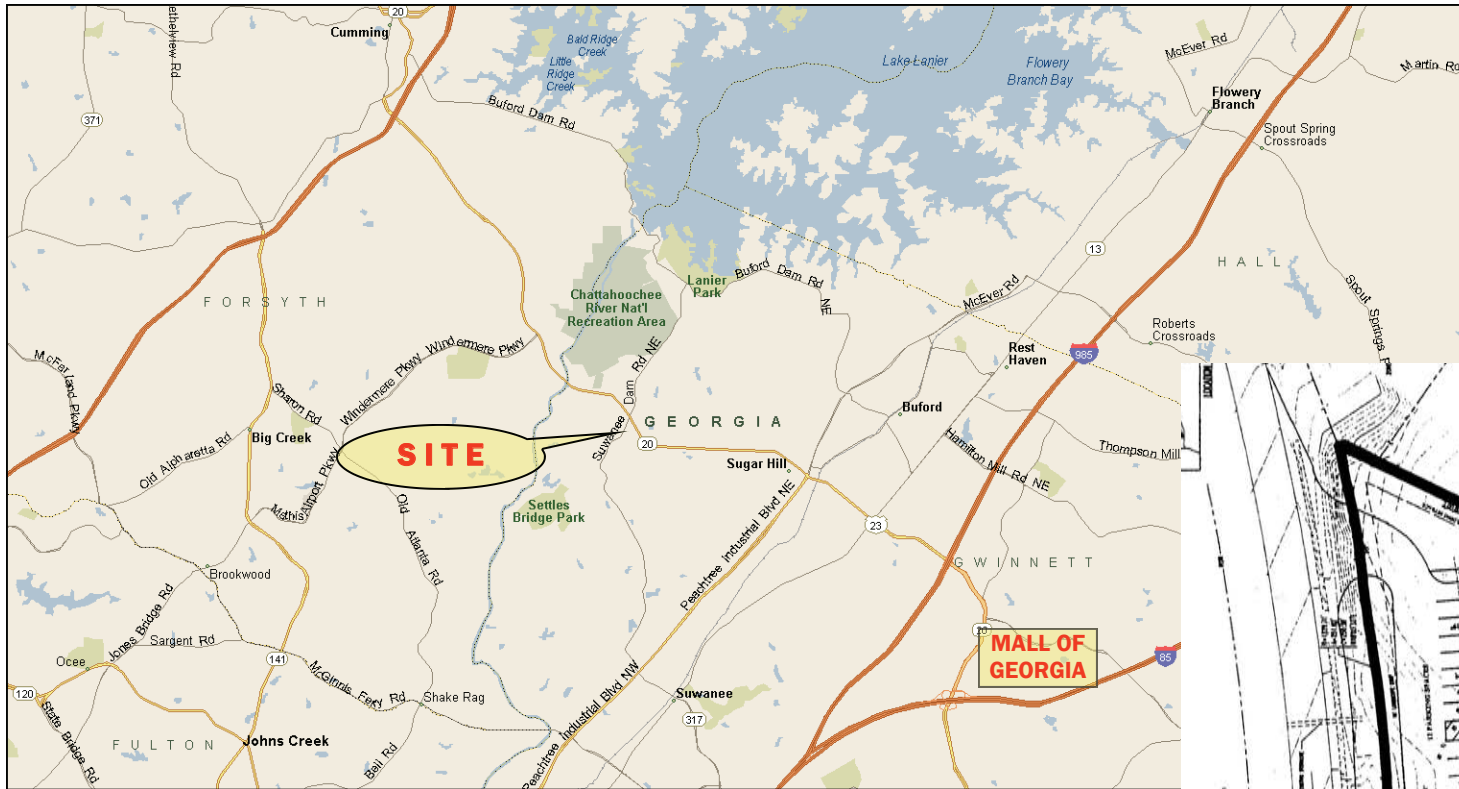 20
Cumming
Bethelview Rd
371
Bald Ridge
Creek
Little
Ridge
Creek
Lake Lanier
Flowery
Branch Bay
McEver Rd
Martin Rd
Flowery
Branch
Spout Spring
Crossroads
Buford Dam Rd
13
HALL
FORSYTH
Chattahoochee
River Nat'l
Recreation Area
Lanier
Park
Buford Dam Rd NE
McEver Rd
Spout Springs
Roberts
Crossroads
Rest
Haven
985
McFarland Pkwy
Windermere Pkwy
Windermere Pkwy
Sharon Rd
Suwanee Dam Rd NE
GEORGIA
Buford
Big Creek
Old Alpharetta Rd
SITE
20
Sugar Hill
Hamilton Mill Rd NE
Thompson Mill
Mathis Airport Pkwy
Old Atlanta Rd
Settles
Bridge Park
Peachtree Industrial Blvd NE
23
GWINNETT
Brookwood
Jones Bridge Rd
Sargent Rd
Ocee
141
McGinnis Fery Rd
Shake Rag
20
MALL OF
GEORGIA
85
120
State Bridge Rd
FULTON
Johns Creek
Bell Rd
Peachtree Industrial Blvd NW
Suwanee
317